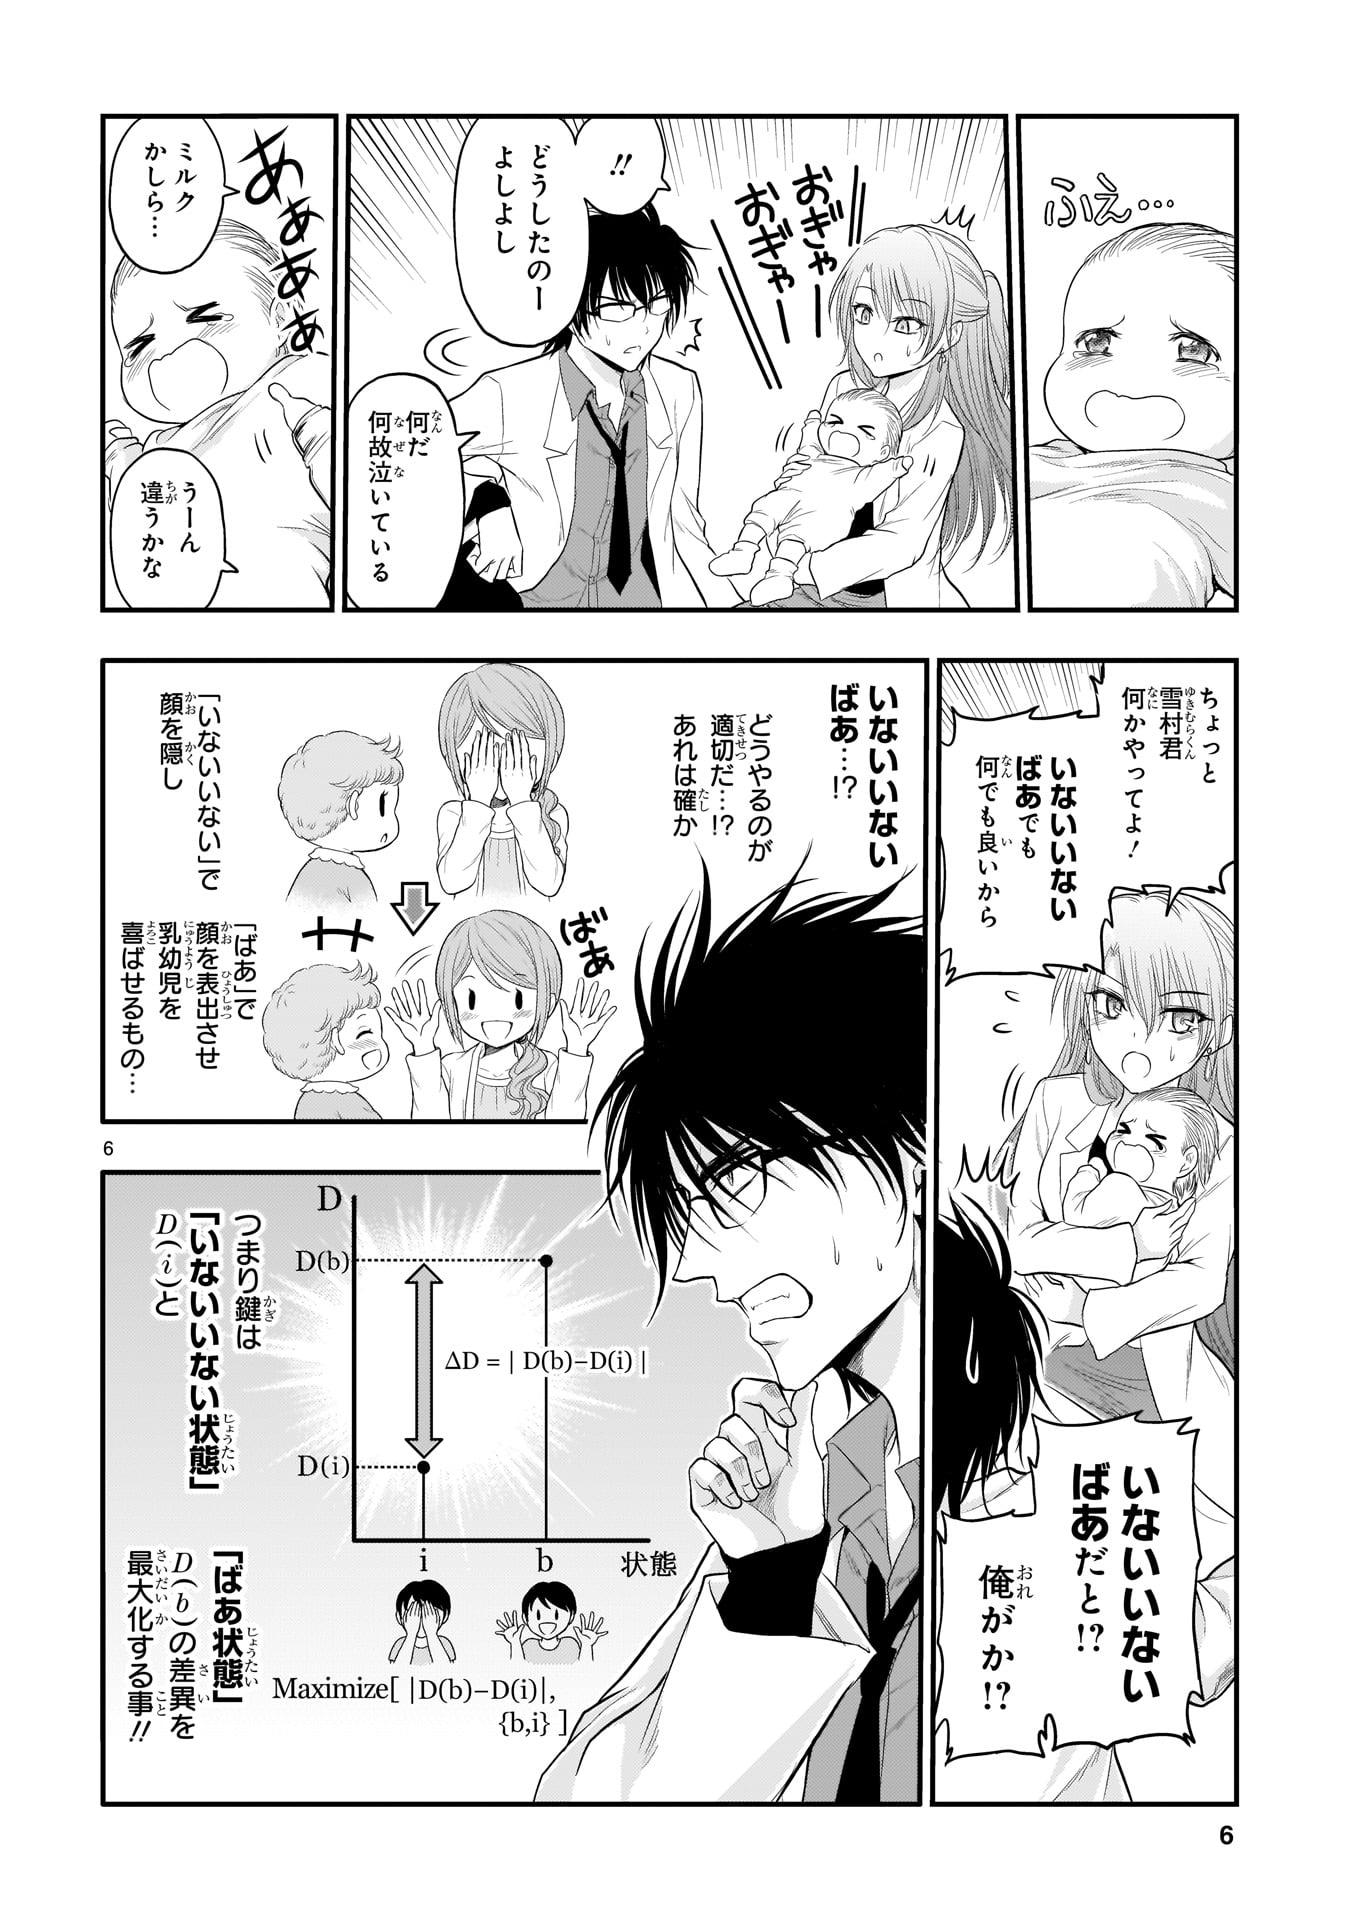 ふえ…
おぎゃー
おぎゃー
!!
どうしたのー
よしよし
何だ
何故泣いている
あぁぁぁぁ
ミルク
かしら…
うーん
違うかな
ちょっと
雪村君
何かやってよ!
いないいない
ばあでも
何でも良いから
いないいない
ばあだと!?
俺がか!?
いないいない
ばあ…!?
どうやるのが
適切だ…!?
あれは確か
「いないいない」で
顔を隠し
ばあ
「ばあ」で
顔を表出させ
乳幼児を
喜ばせるもの…
6
つまり鍵は
「いないいない状態」
D(i)と
「ばあ状態」
D(b)の差異を
最大化する事!!
D
D(b)
ΔD = | D(b)−D(i) |
D(i)
i
b
状態
Maximize[ |D(b)−D(i)|,
{b,i} ]
6